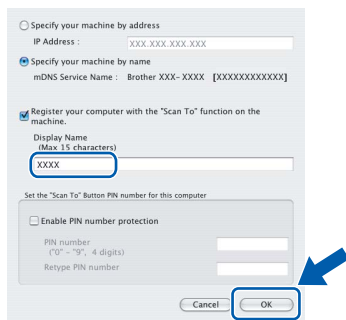 Specify your machine by address
IP Address : XXX.XXX.XXX.XXX
Specify your machine by name
mDNS Service Name : Brother XXX-XXXX [XXXXXXXXXXXX]
Register your computer with the "Scan To" function on the
machine.
Display Name
(Max 15 characters)
XXXX
Set the "Scan To" Button PIN number for this computer
Enable PIN number protection
PIN number
("0" - "9", 4 digits)
Retype PIN number
Cancel OK